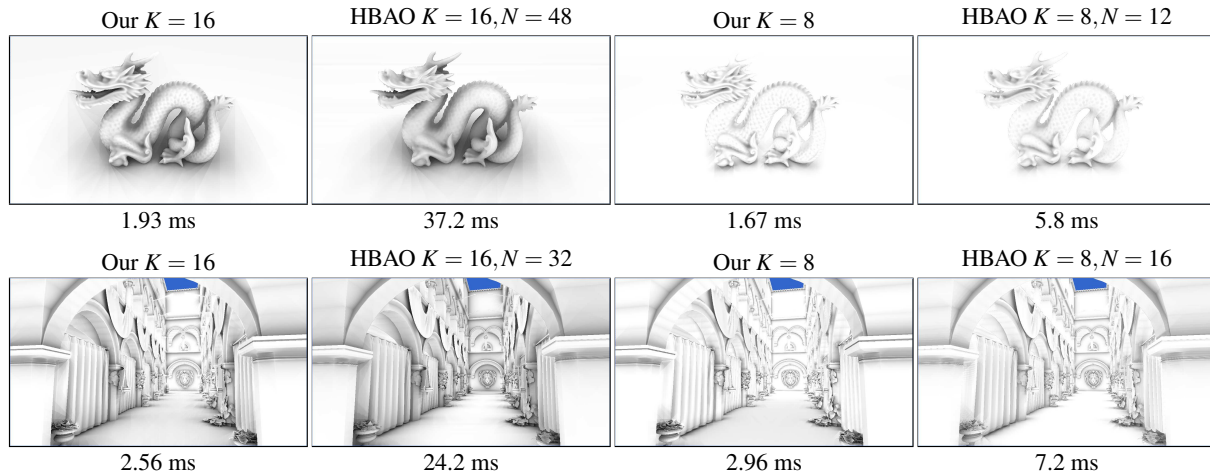 Our K = 16 HBAO K = 16, N = 48 Our K = 8 HBAO K = 8, N = 12
1.93 ms 37.2 ms 1.67 ms 5.8 ms
Our K = 16 HBAO K = 16, N = 32 Our K = 8 HBAO K = 8, N = 16
2.56 ms 24.2 ms 2.96 ms 7.2 ms